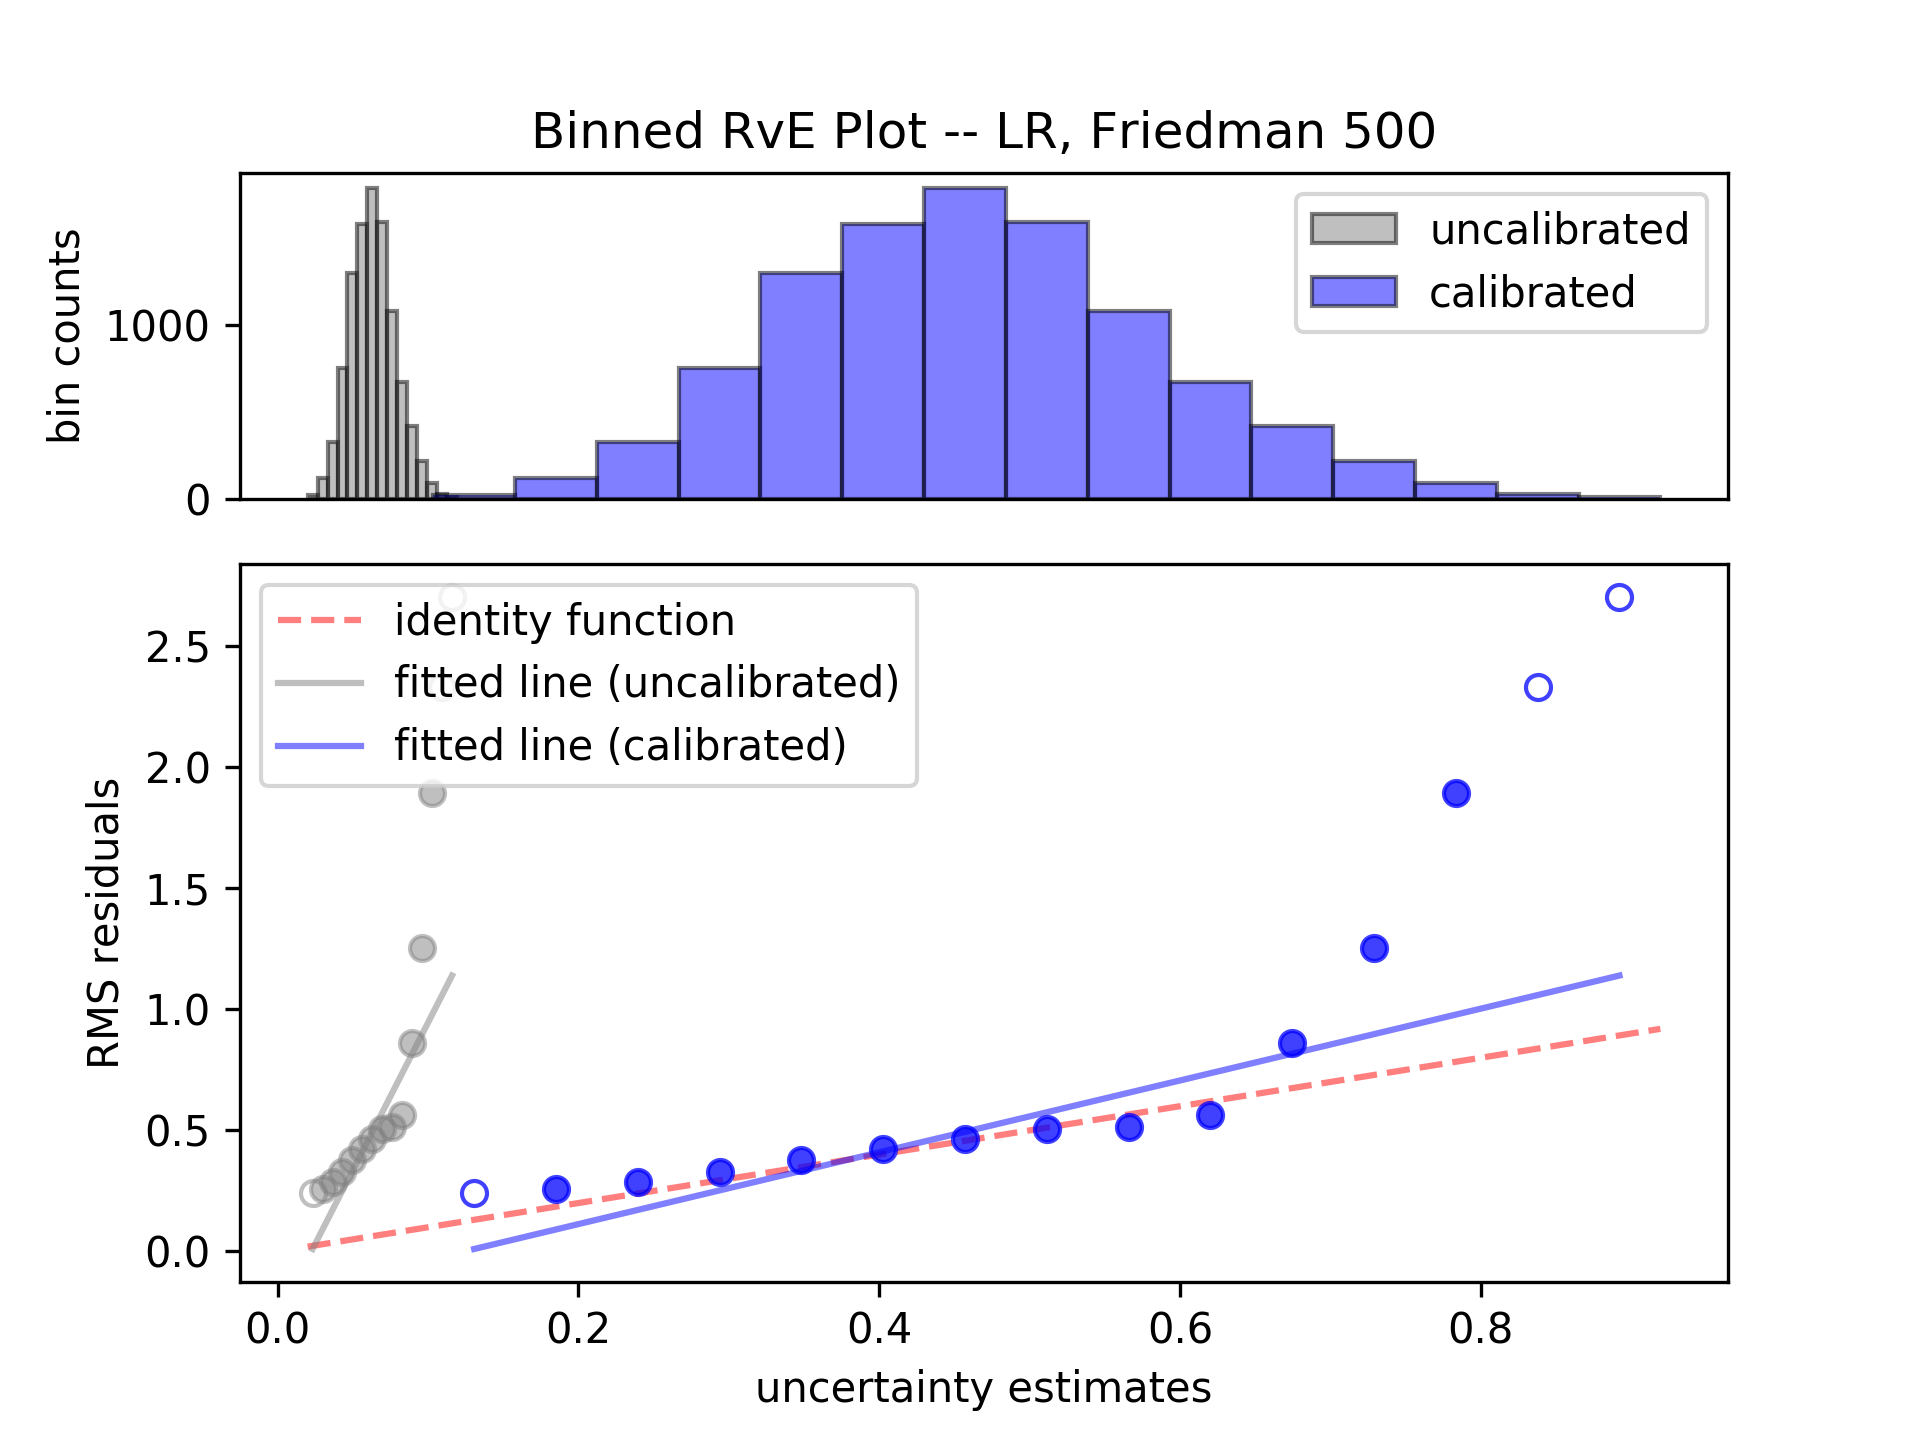 Binned RvE Plot -- LR, Friedman 500
bin counts
1000
0
uncalibrated
calibrated
RMS residuals
2.5
2.0
1.5
1.0
0.5
0.0
identity function
fitted line (uncalibrated)
fitted line (calibrated)
0.0 0.2 0.4 0.6 0.8
uncertainty estimates